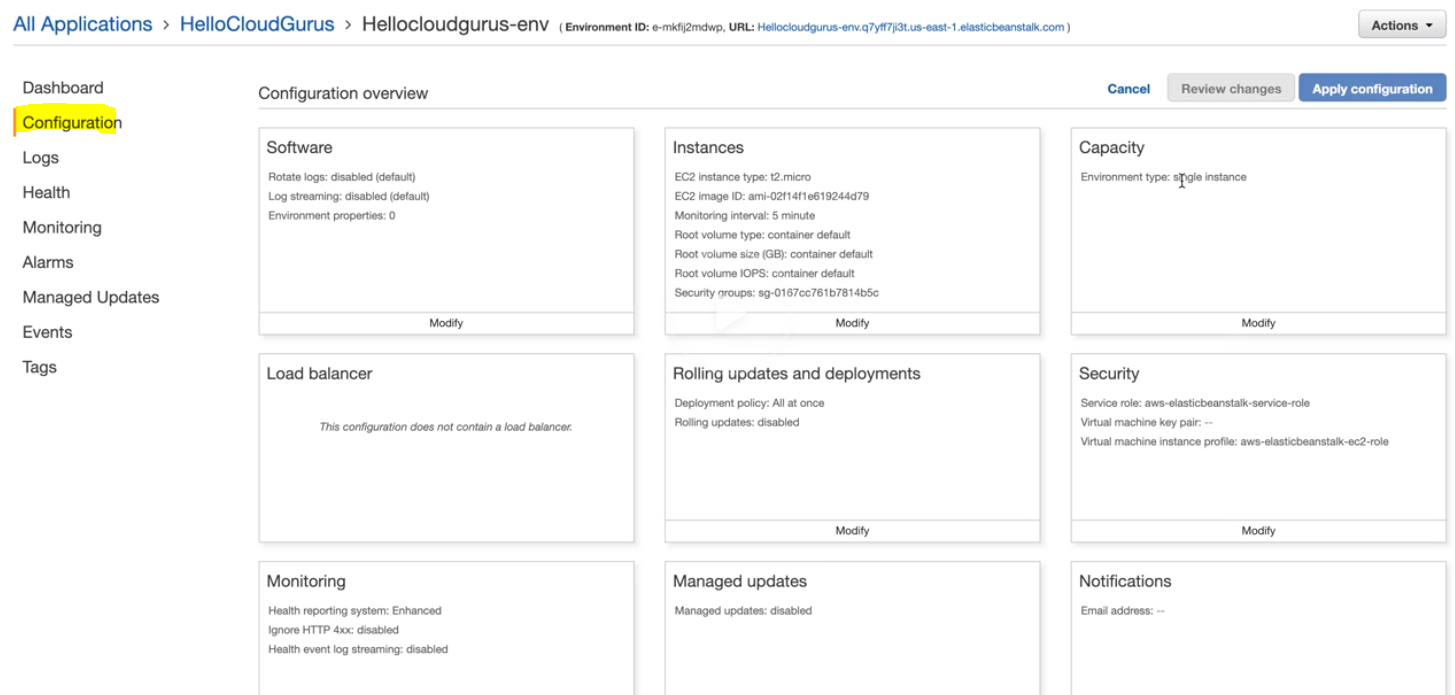 All Applications > HelloCloudGurus > Hellocloudgurus-env ( Environment ID: e-mkfij2mdwp, URL: Hellocloudgurus-env.q7yff7ji3t.us-east-1.elasticbeanstalk.com )
Actions
Dashboard
Configuration
Logs
Health
Monitoring
Alarms
Managed Updates
Events
Tags
Configuration overview
Cancel
Review changes
Apply configuration
Software
Rotate logs: disabled (default)
Log streaming: disabled (default)
Environment properties: 0
Modify
Instances
EC2 instance type: t2.micro
EC2 image ID: ami-02f14f1e619244d79
Monitoring interval: 5 minute
Root volume type: container default
Root volume size (GB): container default
Root volume IOPS: container default
Security groups: sg-0167cc761b7814b5c
Modify
Capacity
Environment type: single instance
Modify
Load balancer
This configuration does not contain a load balancer.
Rolling updates and deployments
Deployment policy: All at once
Rolling updates: disabled
Modify
Security
Service role: aws-elasticbeanstalk-service-role
Virtual machine key pair: --
Virtual machine instance profile: aws-elasticbeanstalk-ec2-role
Modify
Monitoring
Health reporting system: Enhanced
Ignore HTTP 4xx: disabled
Health event log streaming: disabled
Managed updates
Managed updates: disabled
Notifications
Email address: --